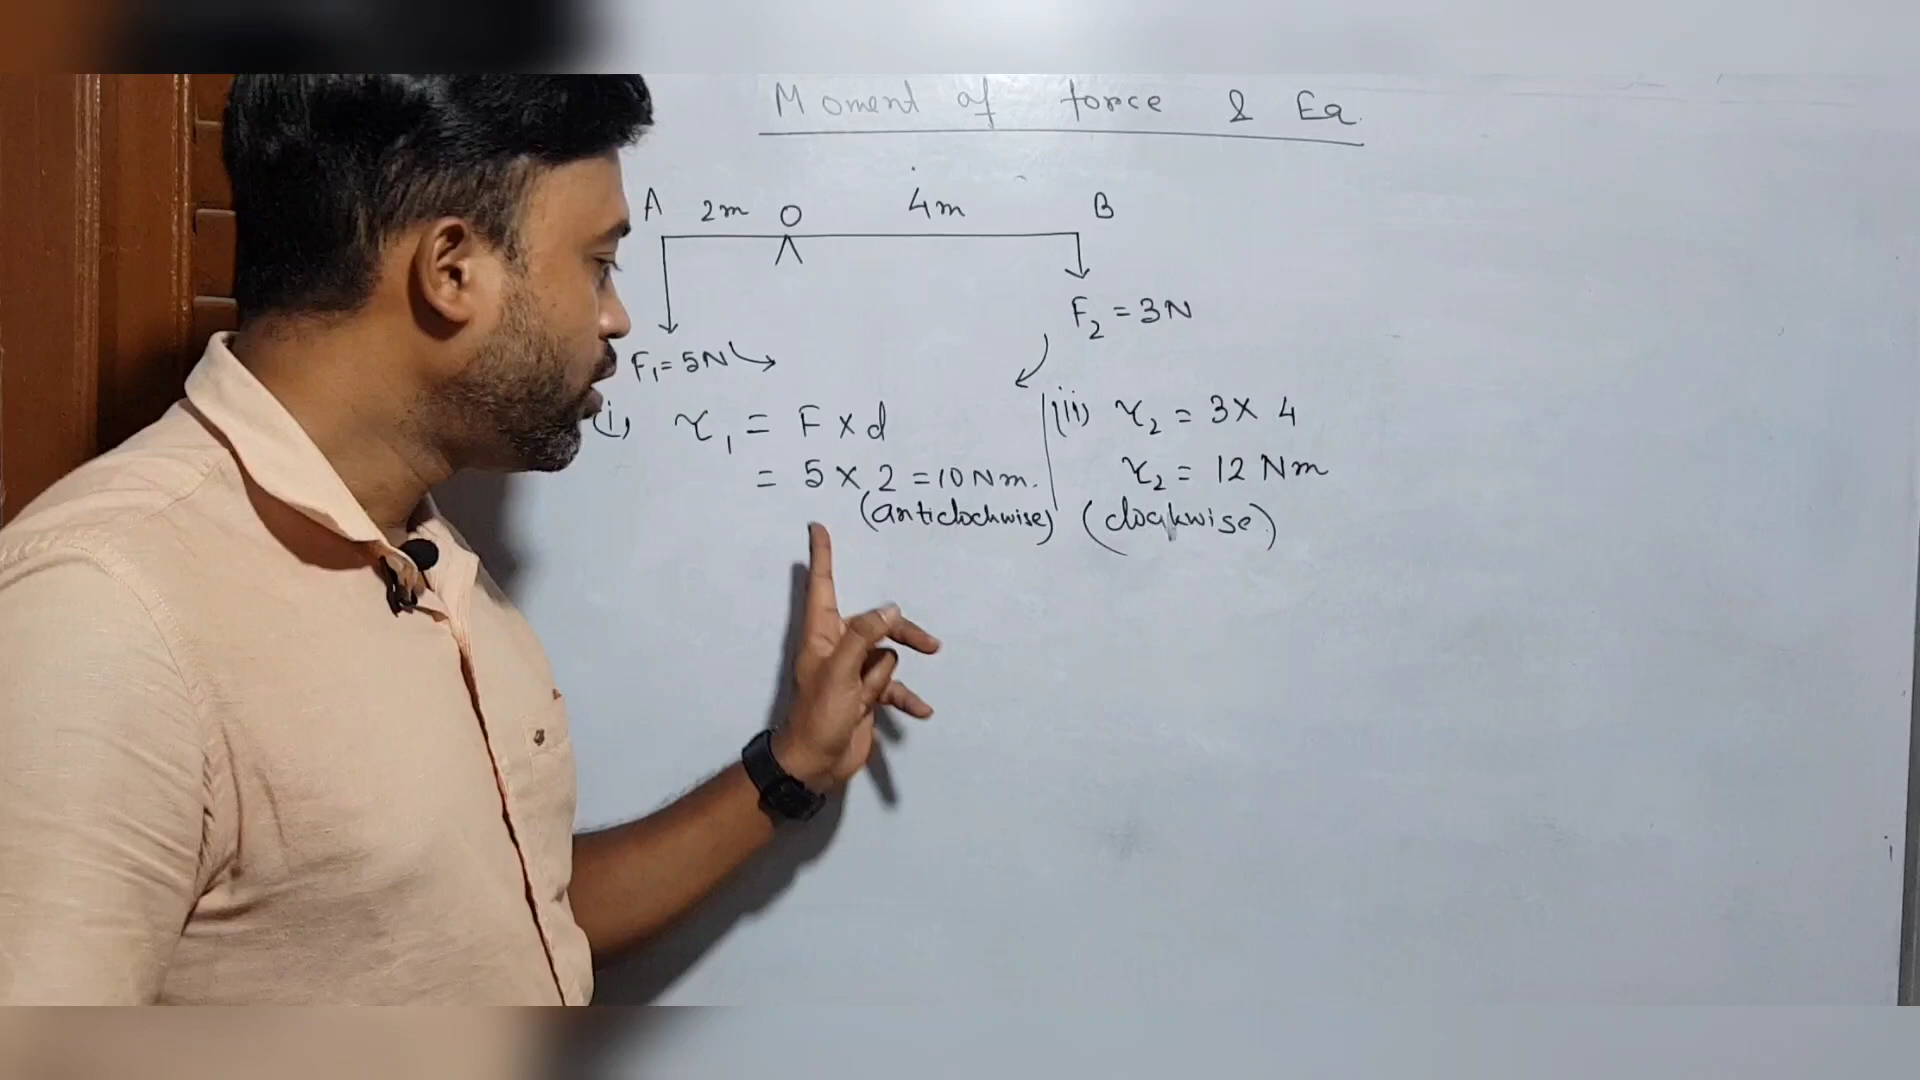 Moment of force & Eq.
A 2m O 4m B
F₂ = 3N
F₁ = 5N
(i) τ₁ = F x d
= 5 x 2 = 10 Nm.
(anticlockwise)
(ii) τ₂ = 3 x 4
τ₂ = 12 Nm
(clockwise)